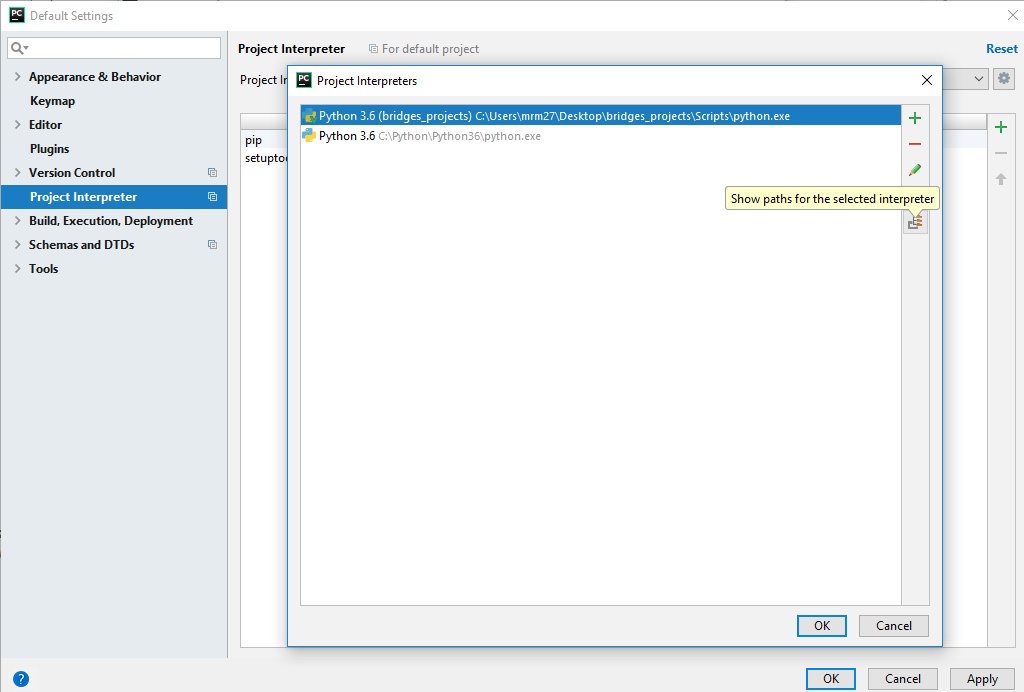 PC Default Settings
Project Interpreter For default project Reset
Appearance & Behavior
Keymap
Editor
Plugins
Version Control
Project Interpreter
Build, Execution, Deployment
Schemas and DTDs
Tools
Project In
pip
setuptoo
PC Project Interpreters
Python 3.6 (bridges_projects) C:\Users\mrm27\Desktop\bridges_projects\Scripts\python.exe
Python 3.6 C:\Python\Python36\python.exe
Show paths for the selected interpreter
OK Cancel
? OK Cancel Apply